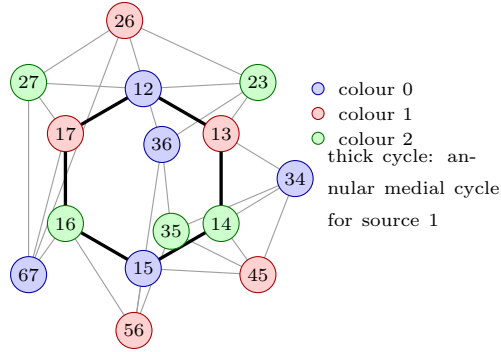 26
27
12
23
colour 0
colour 1
17
36
13
colour 2
thick cycle: an-
34
nular medial cycle
16
35
14
for source 1
67
15
45
56